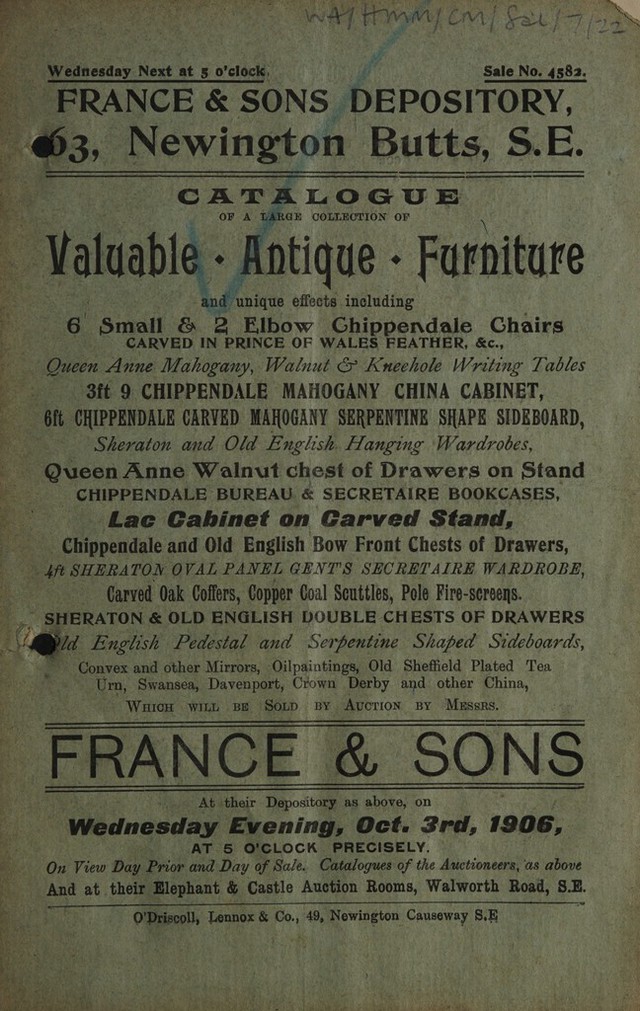 WA/HMM/CM/Sal/7/22
Wednesday Next at 5 o'clock. Sale No. 4582.
FRANCE & SONS DEPOSITORY,
63, Newington Butts, S.E.
CATALOGUE
OF A LARGE COLLECTION OF
Valuable · Antique · Furniture
and unique effects including
6 Small & 2 Elbow Chippendale Chairs
CARVED IN PRINCE OF WALES FEATHER, &c.,
Queen Anne Mahogany, Walnut & Kneehole Writing Tables
3ft 9 CHIPPENDALE MAHOGANY CHINA CABINET,
6ft CHIPPENDALE CARVED MAHOGANY SERPENTINE SHAPE SIDEBOARD,
Sheraton and Old English Hanging Wardrobes,
Queen Anne Walnut chest of Drawers on Stand
CHIPPENDALE BUREAU & SECRETAIRE BOOKCASES,
Lac Cabinet on Carved Stand,
Chippendale and Old English Bow Front Chests of Drawers,
4ft SHERATON OVAL PANEL GENT'S SECRETAIRE WARDROBE,
Carved Oak Coffers, Copper Coal Scuttles, Pole Fire-screens.
SHERATON & OLD ENGLISH DOUBLE CHESTS OF DRAWERS
Old English Pedestal and Serpentine Shaped Sideboards,
Convex and other Mirrors, Oilpaintings, Old Sheffield Plated Tea
Urn, Swansea, Davenport, Crown Derby and other China,
WHICH WILL BE SOLD BY AUCTION BY MESSRS.
FRANCE & SONS
At their Depository as above, on
Wednesday Evening, Oct. 3rd, 1906,
AT 5 O'CLOCK PRECISELY.
On View Day Prior and Day of Sale. Catalogues of the Auctioneers, as above
And at their Elephant & Castle Auction Rooms, Walworth Road, S.E.
O'Driscoll, Lennox & Co., 49, Newington Causeway S.E